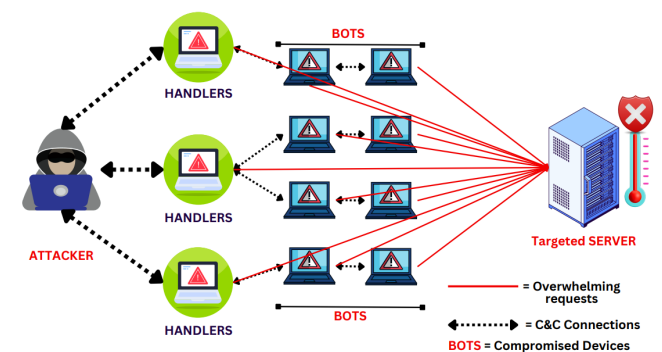 BOTS
HANDLERS
HANDLERS
ATTACKER
Targeted SERVER
HANDLERS
BOTS
= Overwhelming
requests
= C&C Connections
BOTS = Compromised Devices